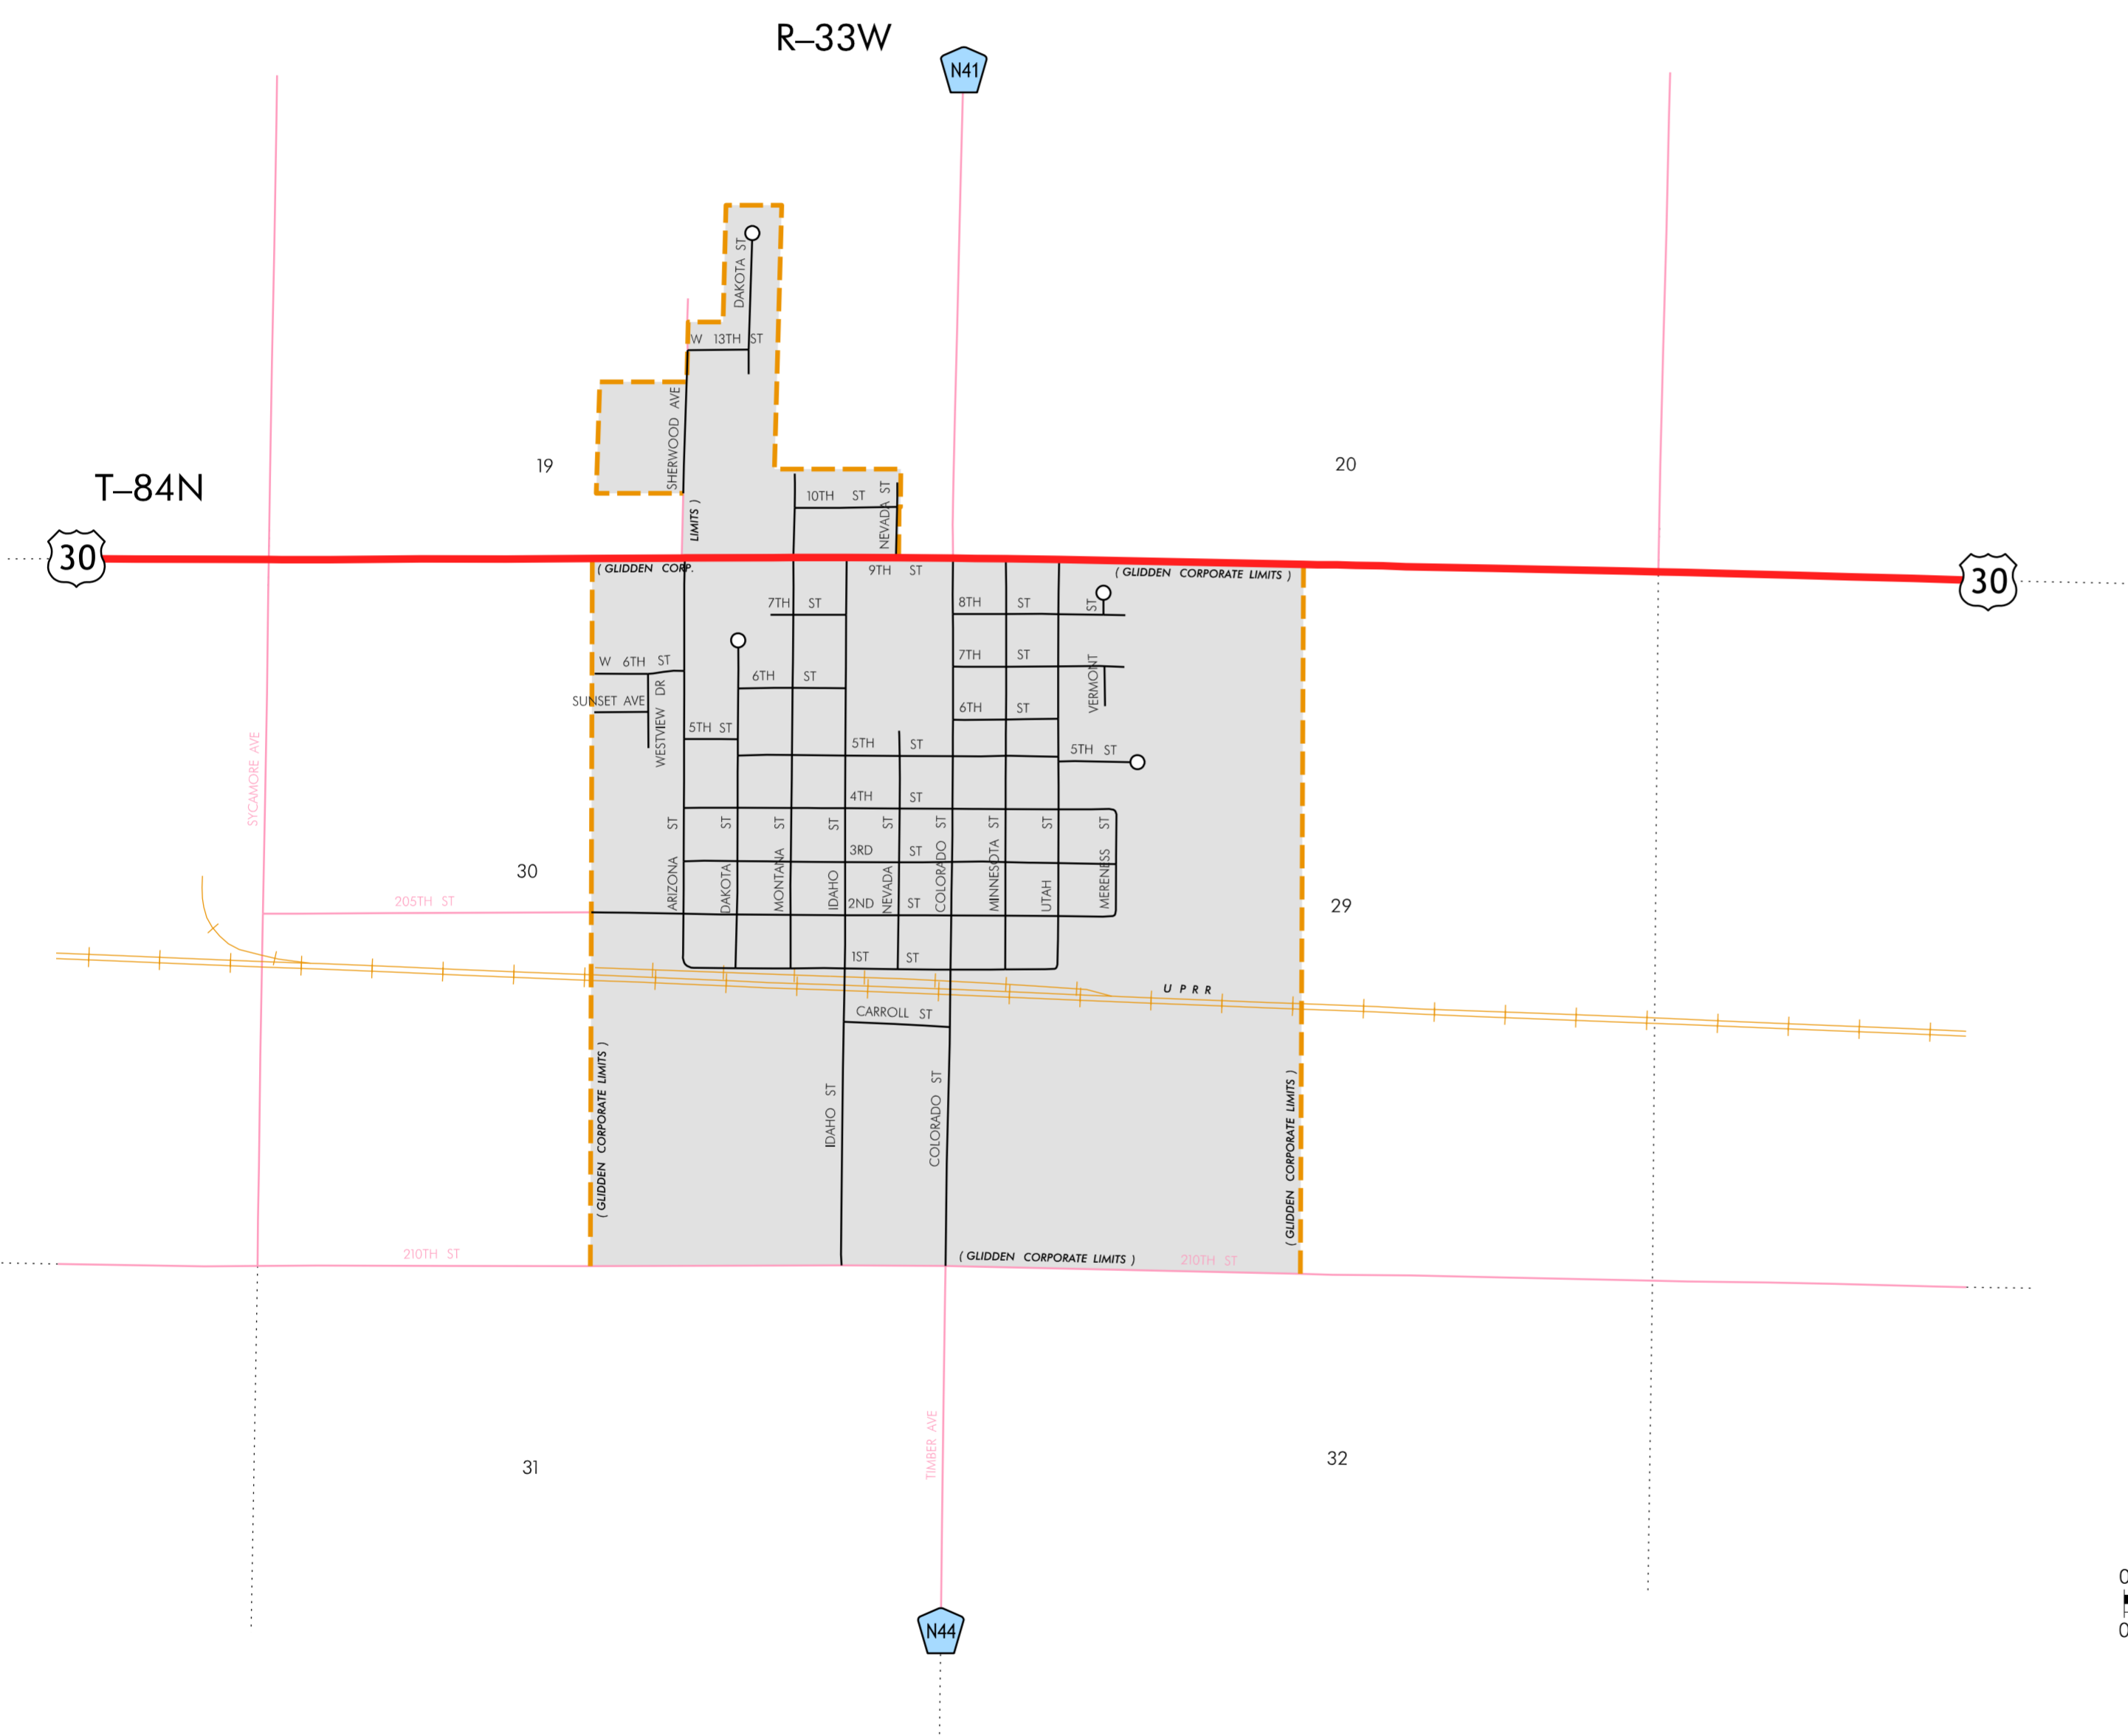 R–33W
N41
DAKOTA ST
W 13TH ST
SHERWOOD AVE
19
20
T–84N
10TH ST
NEVADA ST
LIMITS )
30
30
( GLIDDEN CORP.
9TH ST
( GLIDDEN CORPORATE LIMITS )
7TH ST
8TH ST
VERMONT ST
W 6TH ST
7TH ST
6TH ST
SUNSET AVE
WESTVIEW DR
6TH ST
5TH ST
5TH ST
5TH ST
SYCAMORE AVE
4TH ST
ARIZONA ST
DAKOTA ST
MONTANA ST
IDAHO ST
NEVADA ST
COLORADO ST
MINNESOTA ST
UTAH ST
MERENESS ST
3RD ST
30
205TH ST
2ND ST
29
1ST ST
U P R R
CARROLL ST
( GLIDDEN CORPORATE LIMITS )
IDAHO ST
COLORADO ST
( GLIDDEN CORPORATE LIMITS )
210TH ST
( GLIDDEN CORPORATE LIMITS )
210TH ST
TIMBER AVE
31
32
N44
0
0